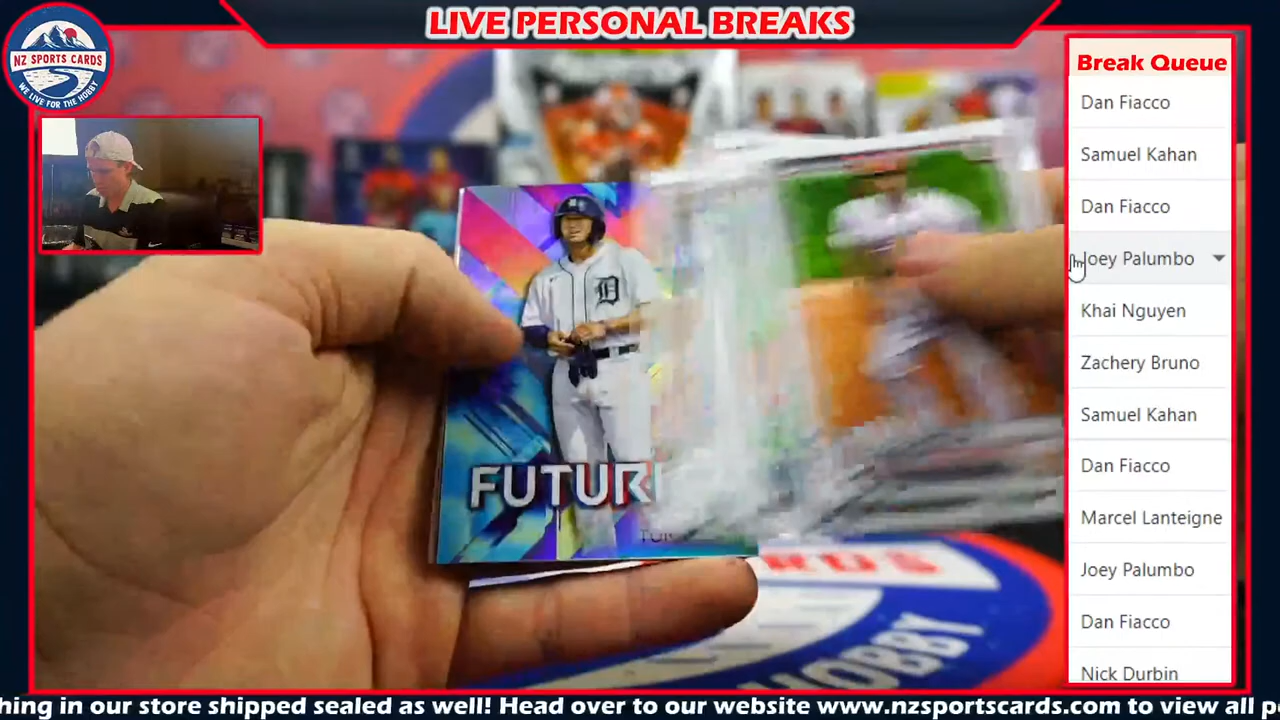 LIVE PERSONAL BREAKS
NZ SPORTS CARDS
WE LIVE FOR THE HOBBY
Break Queue
Dan Fiacco
Samuel Kahan
Dan Fiacco
Joey Palumbo
Khai Nguyen
Zachery Bruno
Samuel Kahan
Dan Fiacco
Marcel Lanteigne
Joey Palumbo
Dan Fiacco
Nick Durbin
D
FUTUR
HOBBY
hing in our store shipped sealed as well! Head over to our website www.nzsportscards.com to view all p